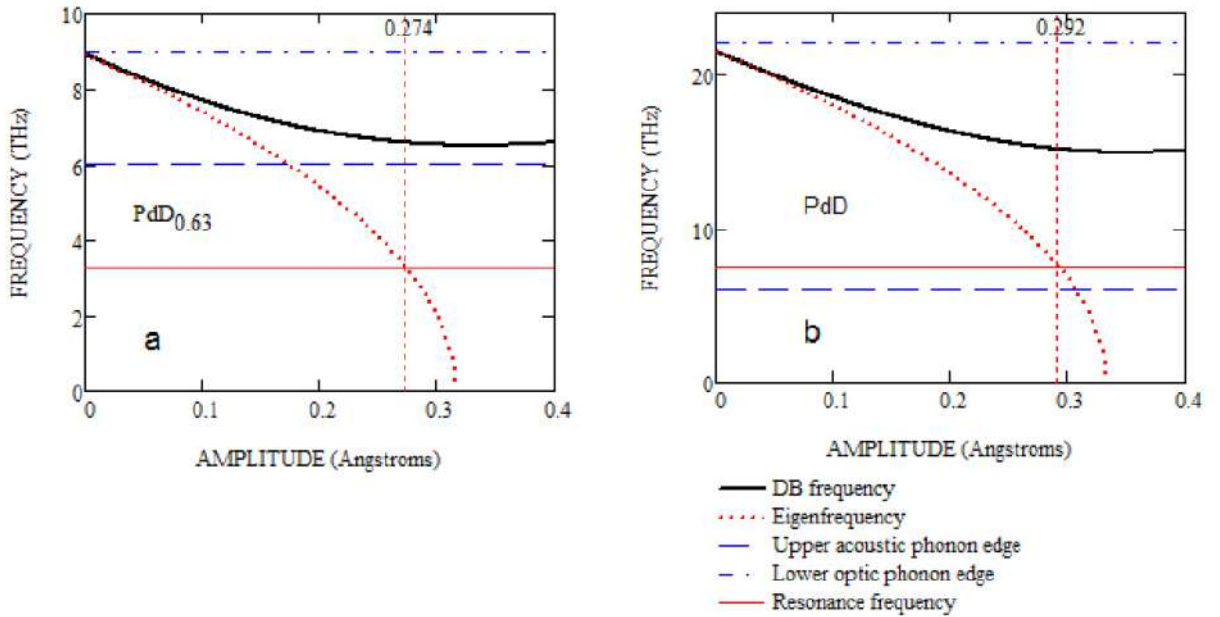 0.274
10
8
6
4
2
0
FREQUENCY (THz)
PdD0.63
a
0 0.1 0.2 0.3 0.4
AMPLITUDE (Angstroms)
0.292
20
10
0
FREQUENCY (THz)
PdD
b
0 0.1 0.2 0.3 0.4
AMPLITUDE (Angstroms)
DB frequency
Eigenfrequency
Upper acoustic phonon edge
Lower optic phonon edge
Resonance frequency